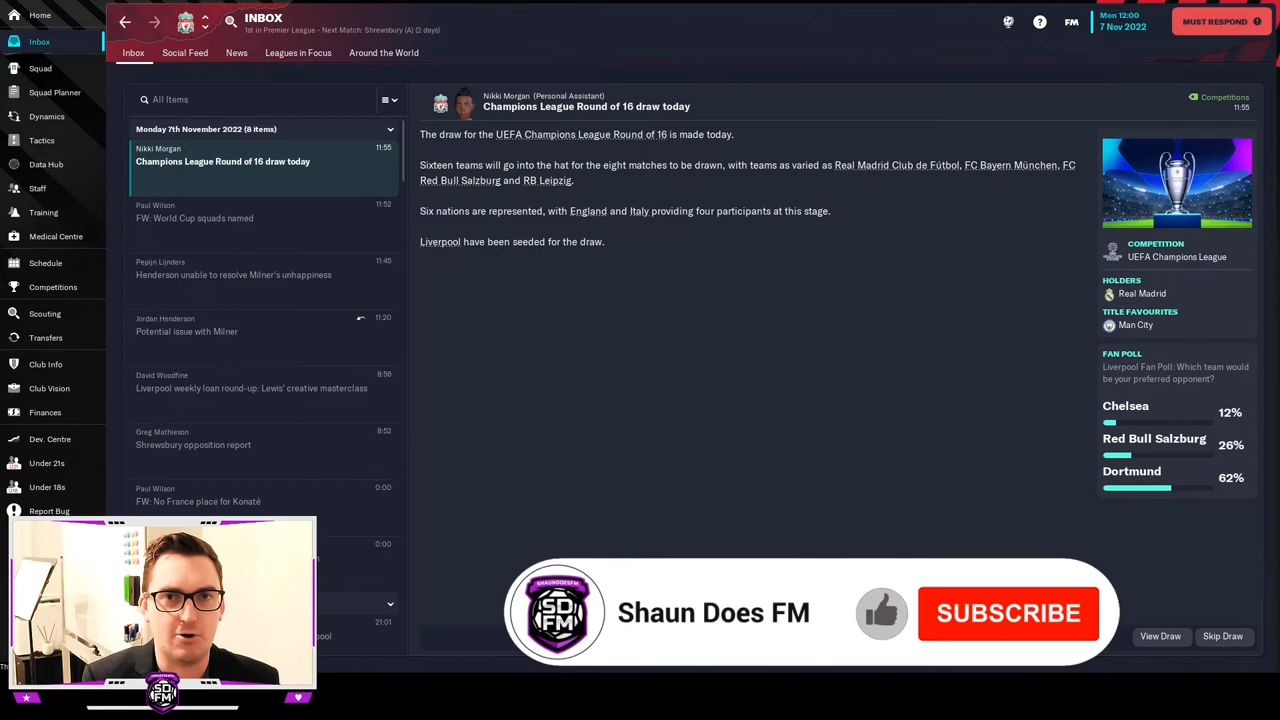 Home
Inbox
Squad
Squad Planner
Dynamics
Tactics
Data Hub
Staff
Training
Medical Centre
Schedule
Competitions
Scouting
Transfers
Club Info
Club Vision
Finances
Dev. Centre
Under 21s
Under 18s
Report Bug
INBOX
1st in Premier League - Next Match: Shrewsbury (A) (2 days)
FM
Mon 12:00
7 Nov 2022
MUST RESPOND
Inbox
Social Feed
News
Leagues in Focus
Around the World
All Items
Monday 7th November 2022 (8 items)
Nikki Morgan 11:55
Champions League Round of 16 draw today
Paul Wilson 11:52
FW: World Cup squads named
Pepijn Lijnders 11:45
Henderson unable to resolve Milner's unhappiness
Jordan Henderson 11:20
Potential issue with Milner
David Woodfine 8:56
Liverpool weekly loan round-up: Lewis' creative masterclass
Greg Mathieson 8:52
Shrewsbury opposition report
Paul Wilson 0:00
FW: No France place for Konaté
0:00
21:01
Nikki Morgan (Personal Assistant)
Champions League Round of 16 draw today
Competitions
11:55
The draw for the UEFA Champions League Round of 16 is made today.
Sixteen teams will go into the hat for the eight matches to be drawn, with teams as varied as Real Madrid Club de Fútbol, FC Bayern München, FC
Red Bull Salzburg and RB Leipzig.
Six nations are represented, with England and Italy providing four participants at this stage.
Liverpool have been seeded for the draw.
COMPETITION
UEFA Champions League
HOLDERS
Real Madrid
TITLE FAVOURITES
Man City
FAN POLL
Liverpool Fan Poll: Which team would
be your preferred opponent?
Chelsea 12%
Red Bull Salzburg 26%
Dortmund 62%
View Draw
Skip Draw
SHAUNDOESFM
SD
FM
Shaun Does FM
SUBSCRIBE
SD
FM